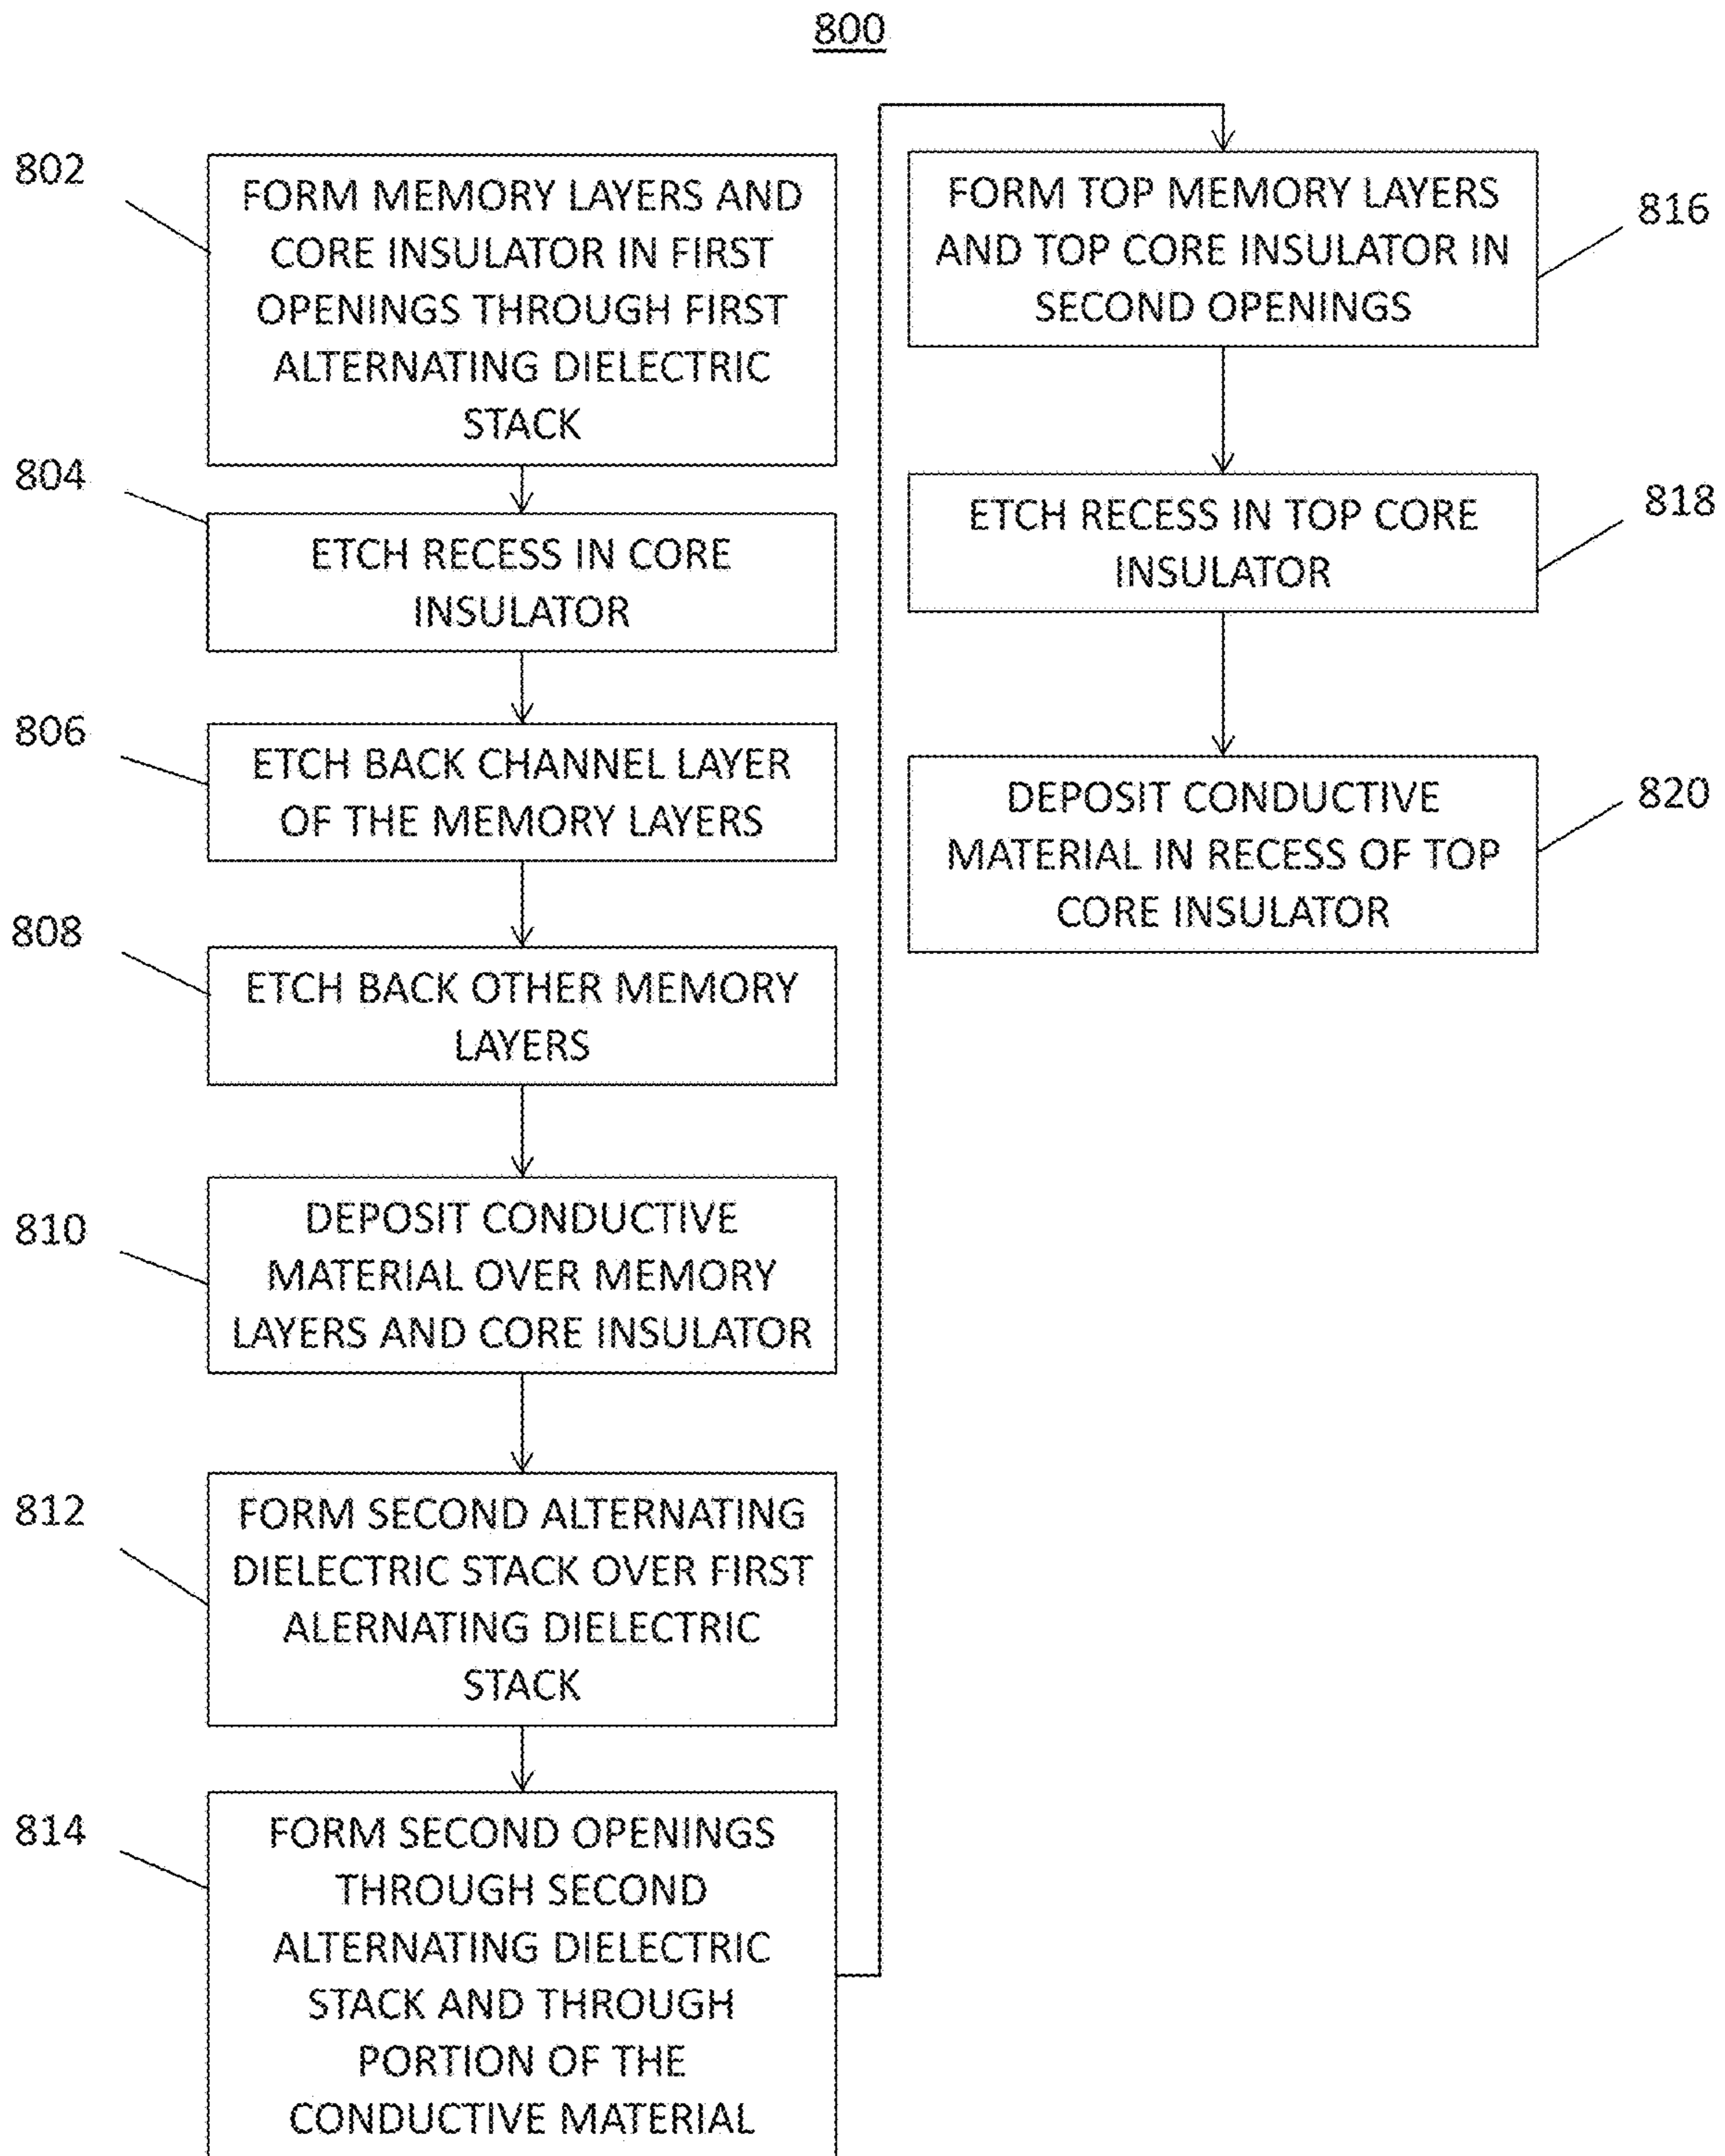 800
802
FORM MEMORY LAYERS AND
CORE INSULATOR IN FIRST
OPENINGS THROUGH FIRST
ALTERNATING DIELECTRIC
STACK
804
ETCH RECESS IN CORE
INSULATOR
806
ETCH BACK CHANNEL LAYER
OF THE MEMORY LAYERS
808
ETCH BACK OTHER MEMORY
LAYERS
810
DEPOSIT CONDUCTIVE
MATERIAL OVER MEMORY
LAYERS AND CORE INSULATOR
812
FORM SECOND ALTERNATING
DIELECTRIC STACK OVER FIRST
ALERNATING DIELECTRIC
STACK
814
FORM SECOND OPENINGS
THROUGH SECOND
ALTERNATING DIELECTRIC
STACK AND THROUGH
PORTION OF THE
CONDUCTIVE MATERIAL
FORM TOP MEMORY LAYERS
AND TOP CORE INSULATOR IN
SECOND OPENINGS
816
ETCH RECESS IN TOP CORE
INSULATOR
818
DEPOSIT CONDUCTIVE
MATERIAL IN RECESS OF TOP
CORE INSULATOR
820